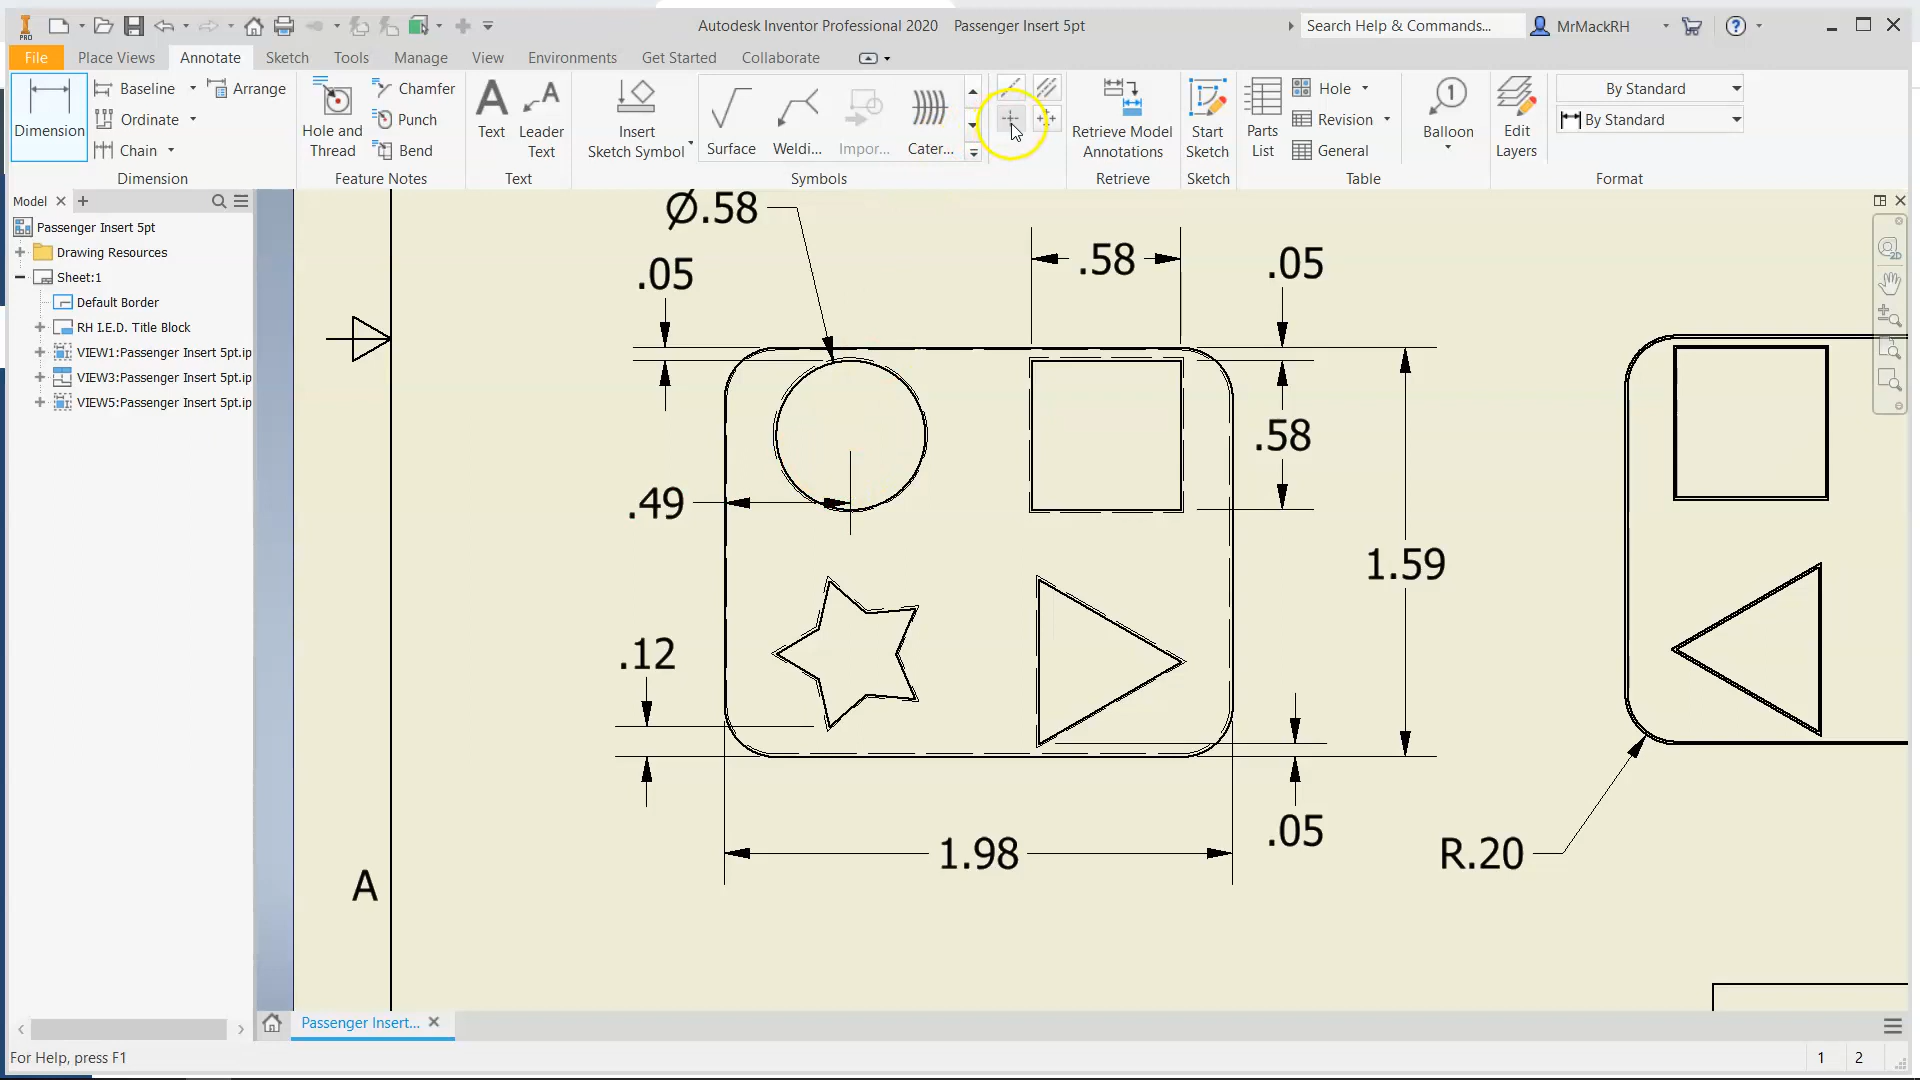 PRO
Autodesk Inventor Professional 2020 Passenger Insert 5pt
Search Help & Commands...
MrMackRH
File
Place Views
Annotate
Sketch
Tools
Manage
View
Environments
Get Started
Collaborate
Dimension
Baseline
Ordinate
Chain
Arrange
Dimension
Hole and
Thread
Chamfer
Punch
Bend
Feature Notes
Text
Leader
Text
Text
Insert
Sketch Symbol
Surface
Weldi...
Impor...
Cater...
Symbols
Retrieve Model
Annotations
Retrieve
Start
Sketch
Sketch
Parts
List
Hole
Revision
General
Table
1
Balloon
Edit
Layers
By Standard
By Standard
Format
Model
Passenger Insert 5pt
Drawing Resources
Sheet:1
Default Border
RH I.E.D. Title Block
VIEW1:Passenger Insert 5pt.ip
VIEW3:Passenger Insert 5pt.ip
VIEW5:Passenger Insert 5pt.ip
2D
Ø.58
.05
.58
.05
.58
.49
1.59
.12
.05
1.98
R.20
A
Passenger Insert...
For Help, press F1
1
2